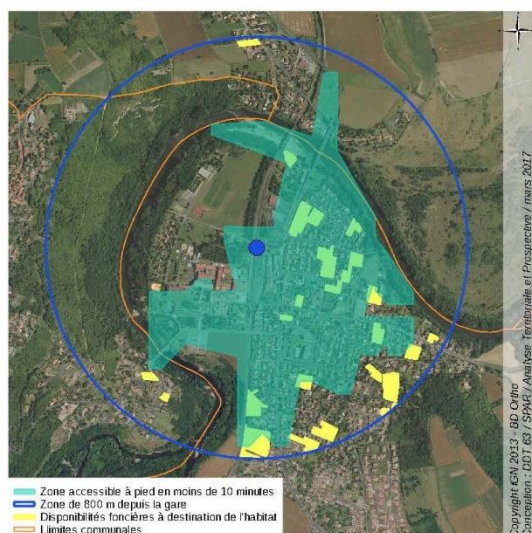 Zone accessible à pied en moins de 10 minutes
Zone de 800 m depuis la gare
Disponibilités foncières à destination de l'habitat
Llimites communales
Copyright IGN 2013 - BD Ortho
Conception : DDT 63 / SPAR / Analyse Territoriale et Prospective / mars 2017